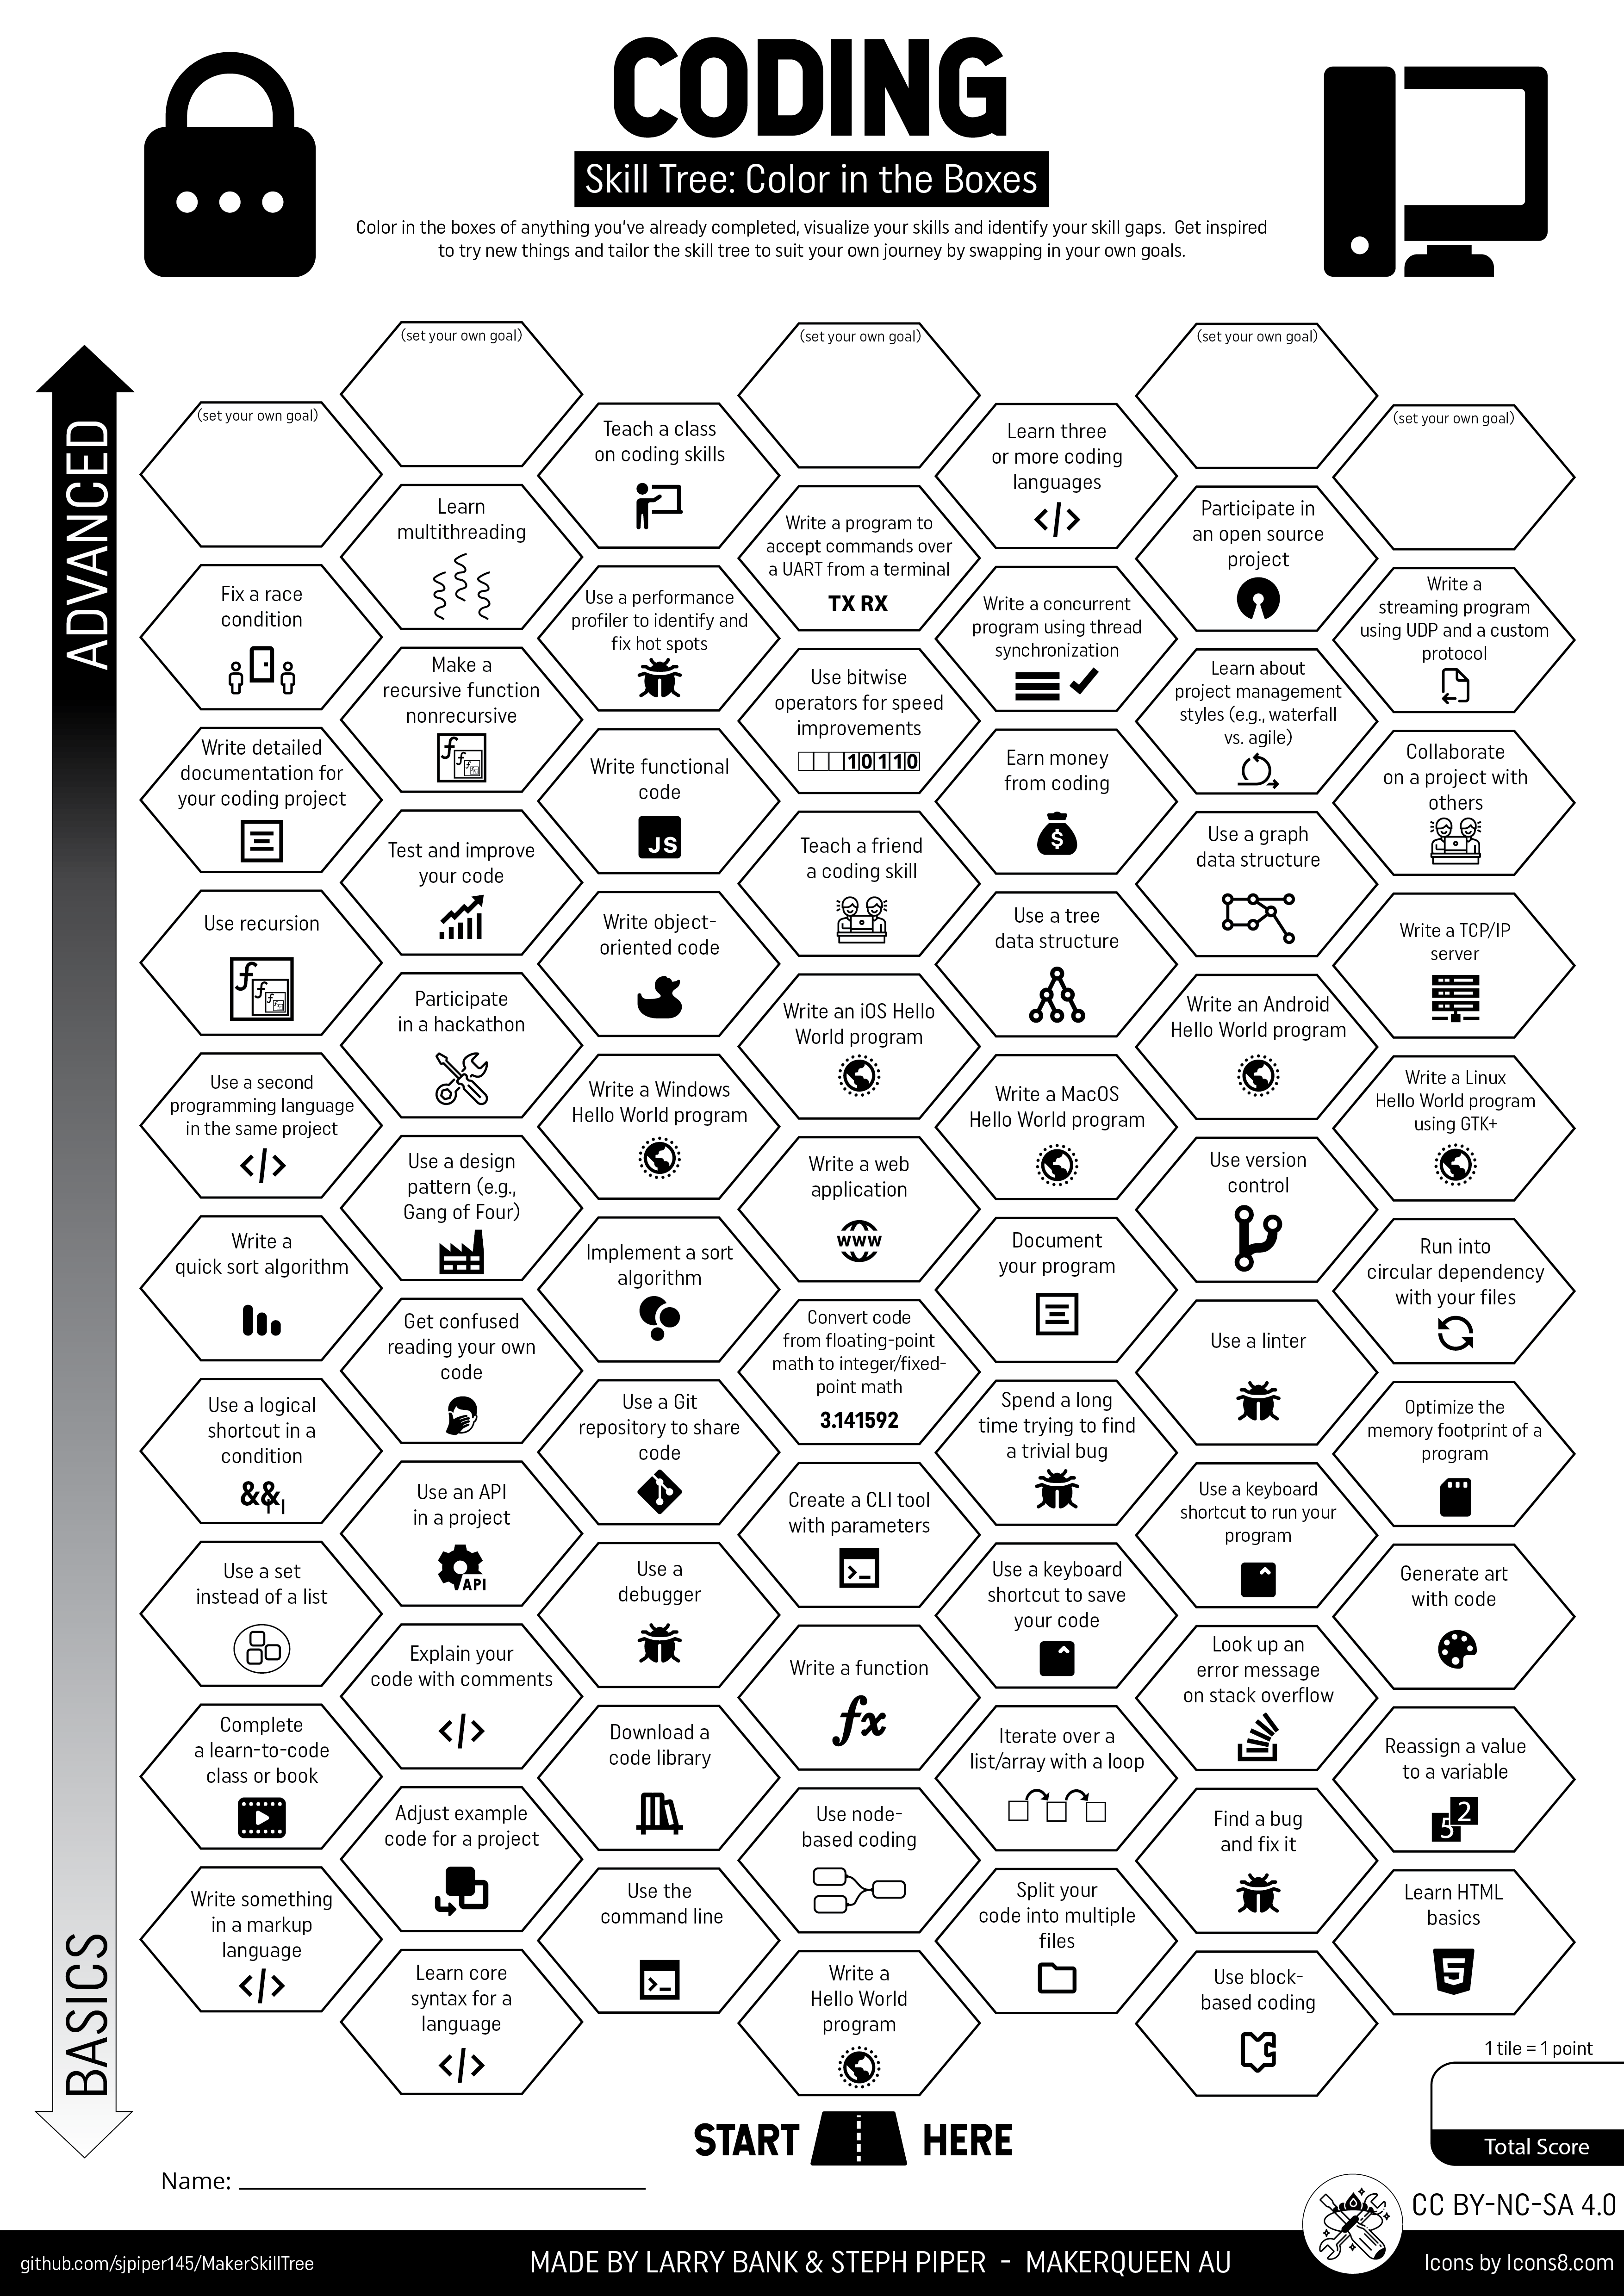 CODING
Skill Tree: Color in the Boxes
Color in the boxes of anything you've already completed, visualize your skills and identify your skill gaps. Get inspired
to try new things and tailor the skill tree to suit your own journey by swapping in your own goals.
ADVANCED
BASICS
(set your own goal)
(set your own goal)
(set your own goal)
(set your own goal)
(set your own goal)
Teach a class
on coding skills
Learn three
or more coding
languages
</>
Learn
multithreading
Write a program to
accept commands over
a UART from a terminal
TX RX
Participate in
an open source
project
Fix a race
condition
Use a performance
profiler to identify and
fix hot spots
Write a concurrent
program using thread
synchronization
Write a
streaming program
using UDP and a custom
protocol
Make a
recursive function
nonrecursive
f
f
f
Use bitwise
operators for speed
improvements
10110
Learn about
project management
styles (e.g., waterfall
vs. agile)
Write detailed
documentation for
your coding project
Write functional
code
JS
Earn money
from coding
$
Collaborate
on a project with
others
Test and improve
your code
Teach a friend
a coding skill
Use a graph
data structure
Use recursion
f
f
f
Write object-
oriented code
Use a tree
data structure
Write a TCP/IP
server
Participate
in a hackathon
Write an iOS Hello
World program
Write an Android
Hello World program
Use a second
programming language
in the same project
</>
Write a Windows
Hello World program
Write a MacOS
Hello World program
Write a Linux
Hello World program
using GTK+
Use a design
pattern (e.g.,
Gang of Four)
Write a web
application
www
Use version
control
Write a
quick sort algorithm
Implement a sort
algorithm
Document
your program
Run into
circular dependency
with your files
Get confused
reading your own
code
Convert code
from floating-point
math to integer/fixed-
point math
3.141592
Use a linter
Use a logical
shortcut in a
condition
&&
Use a Git
repository to share
code
Spend a long
time trying to find
a trivial bug
Optimize the
memory footprint of a
program
Use an API
in a project
API
Create a CLI tool
with parameters
>_
Use a keyboard
shortcut to run your
program
Use a set
instead of a list
Use a
debugger
Use a keyboard
shortcut to save
your code
Generate art
with code
Explain your
code with comments
</>
Write a function
fx
Look up an
error message
on stack overflow
Complete
a learn-to-code
class or book
Download a
code library
Iterate over a
list/array with a loop
Reassign a value
to a variable
5
2
Adjust example
code for a project
Use node-
based coding
Find a bug
and fix it
Write something
in a markup
language
</>
Use the
command line
>_
Split your
code into multiple
files
Learn HTML
basics
5
Learn core
syntax for a
language
</>
Write a
Hello World
program
Use block-
based coding
1 tile = 1 point
Total Score
START HERE
Name:
CC BY-NC-SA 4.0
github.com/sjpiper145/MakerSkillTree
MADE BY LARRY BANK & STEPH PIPER - MAKERQUEEN AU
Icons by Icons8.com